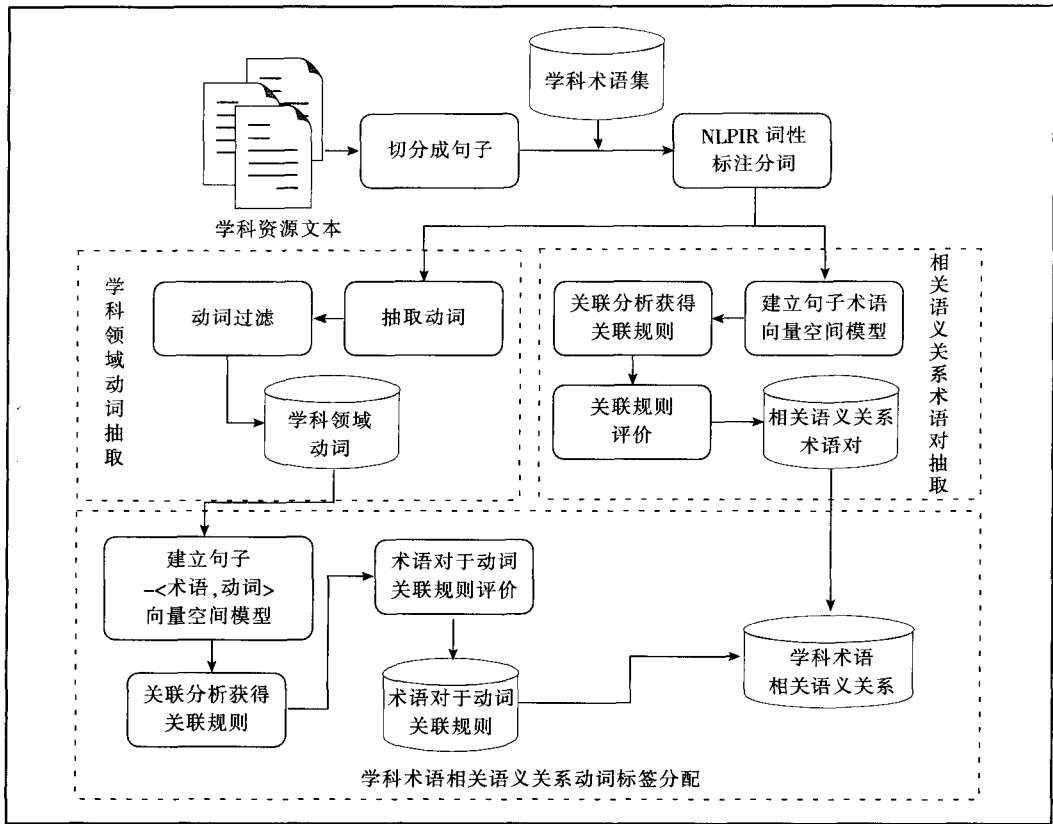 学科术语集
切分成句子
NLPIR 词性
标注分词
学科资源文本
学科领域动词抽取
动词过滤
抽取动词
学科领域
动词
关联分析获得
关联规则
建立句子术语
向量空间模型
关联规则
评价
相关语义关系
术语对
相关语义关系术语对抽取
建立句子
-<术语,动词>
向量空间模型
术语对于动词
关联规则评价
关联分析获得
关联规则
术语对于动词
关联规则
学科术语
相关语义关系
学科术语相关语义关系动词标签分配